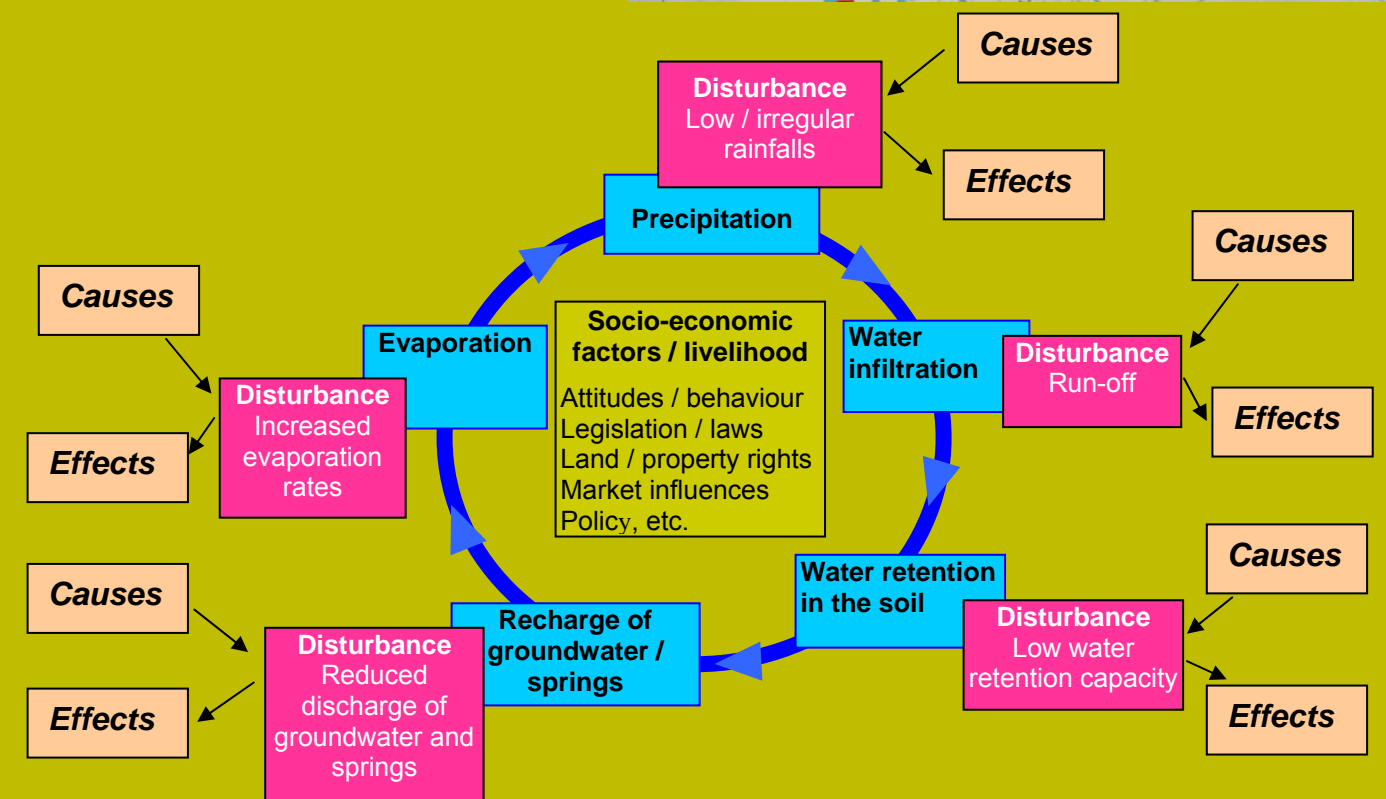 Causes
Disturbance
Low / irregular
rainfalls
Effects
Precipitation
Causes
Water
infiltration
Disturbance
Run-off
Effects
Causes
Evaporation
Disturbance
Increased
evaporation
rates
Effects
Socio-economic
factors / livelihood
Attitudes / behaviour
Legislation / laws
Land / property rights
Market influences
Policy, etc.
Causes
Water retention
in the soil
Disturbance
Low water
retention capacity
Effects
Causes
Recharge of
groundwater /
springs
Disturbance
Reduced
discharge of
groundwater and
springs
Effects